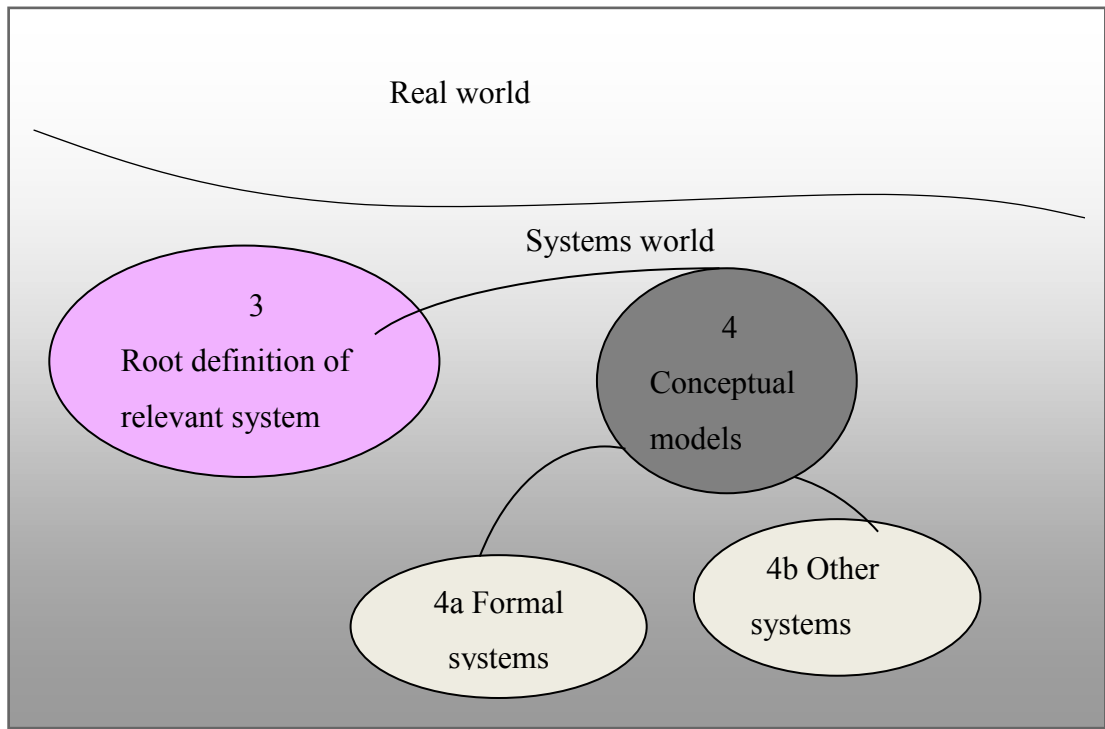 Real world
Systems world
3
Root definition of
relevant system
4
Conceptual
models
4a Formal
systems
4b Other
systems